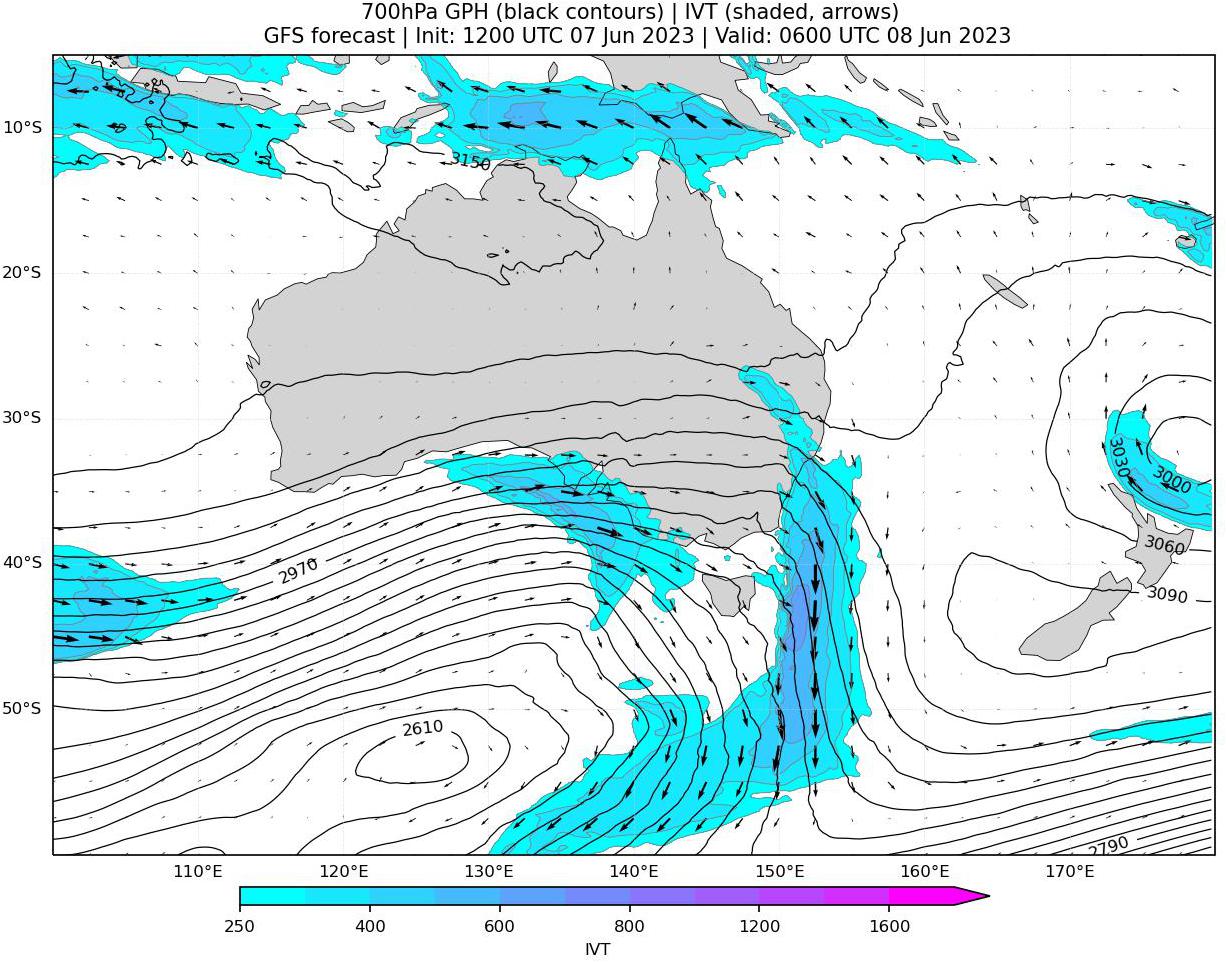 700hPa GPH (black contours) | IVT (shaded, arrows)
GFS forecast | Init: 1200 UTC 07 Jun 2023 | Valid: 0600 UTC 08 Jun 2023
10°S
3150
20°S
30°S
3030
3000
40°S
3060
2970
3090
50°S
2610
2790
110°E 120°E 130°E 140°E 150°E 160°E 170°E
250 400 600 800 1200 1600
IVT